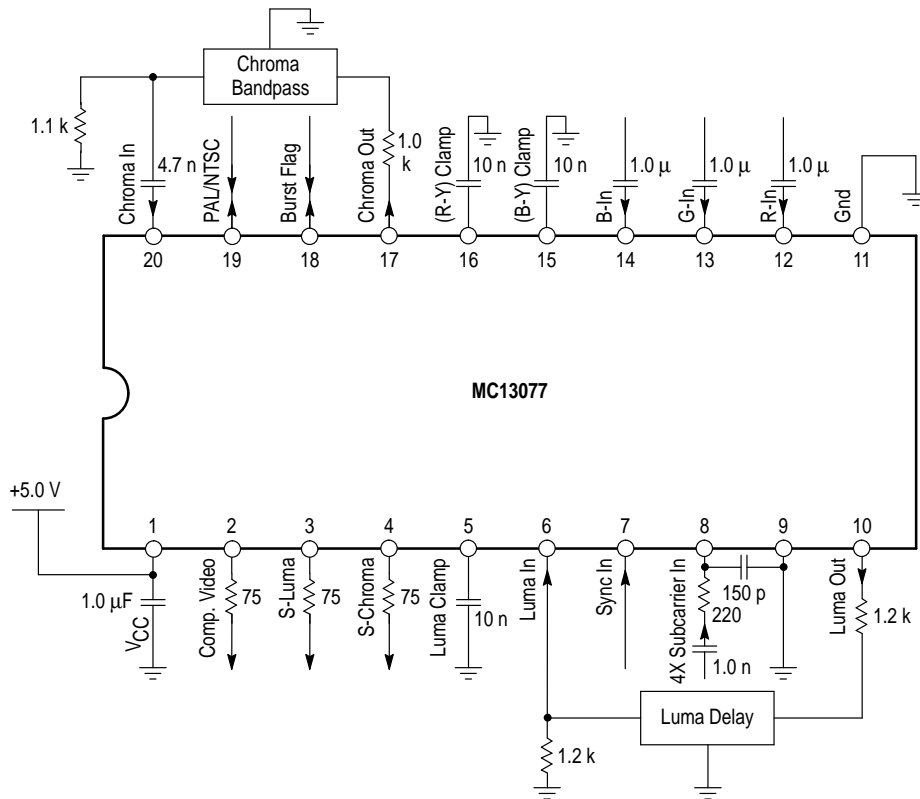 Chroma
Bandpass
1.1 k
Chroma In
4.7 n
PAL/NTSC
Burst Flag
Chroma Out
1.0
k
(R-Y) Clamp
10 n
(B-Y) Clamp
10 n
B-In
1.0 μ
G-In
1.0 μ
R-In
1.0 μ
Gnd
20
19
18
17
16
15
14
13
12
11
MC13077
+5.0 V
1
2
3
4
5
6
7
8
9
10
1.0 μF
VCC
Comp. Video
75
S-Luma
75
S-Chroma
75
Luma Clamp
10 n
Luma In
Sync In
4X Subcarrier In
220
150 p
1.0 n
Luma Out
1.2 k
Luma Delay
1.2 k